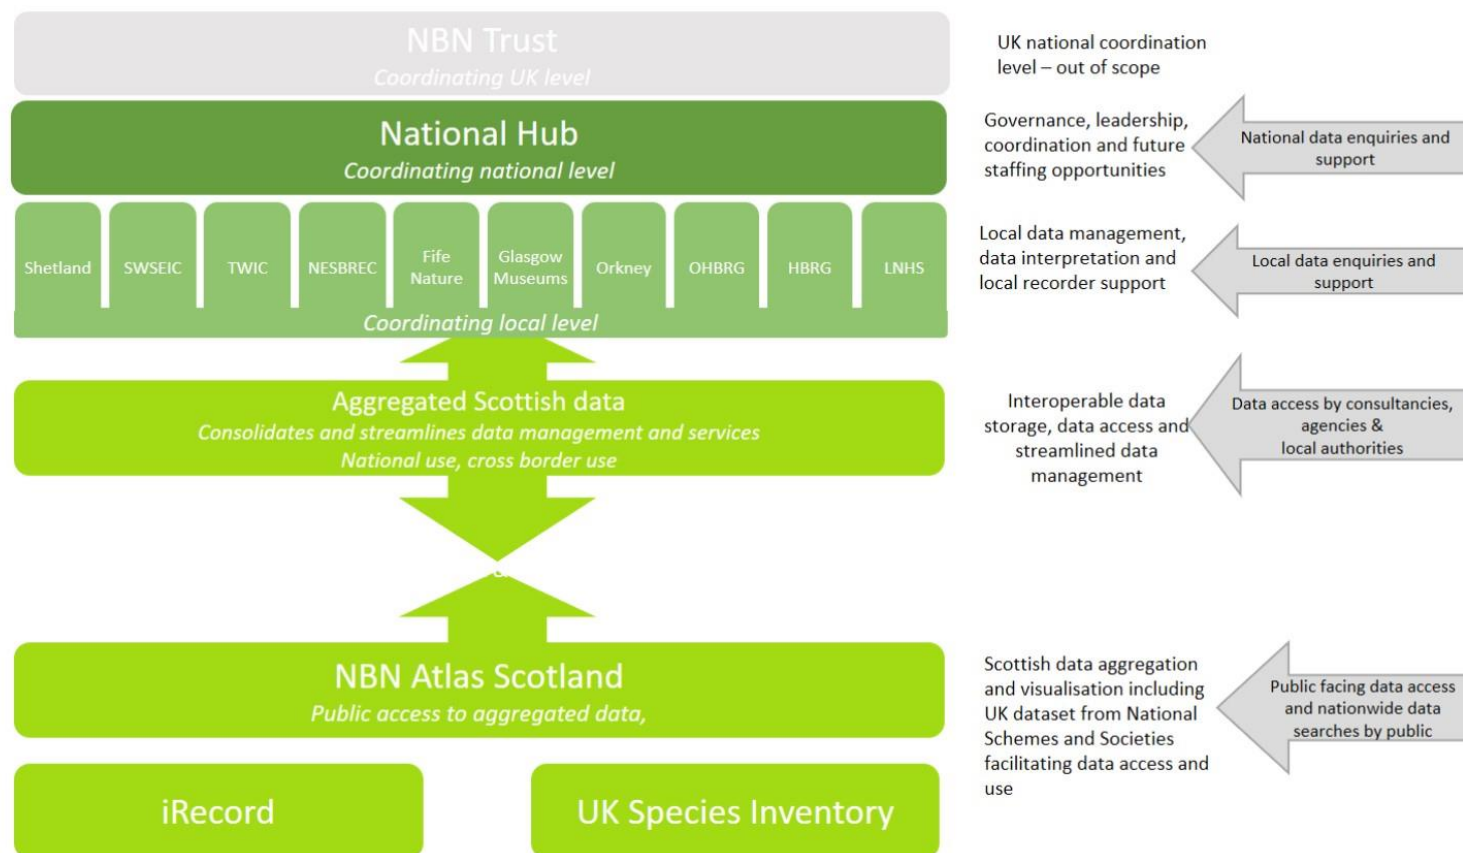 NBN Trust
Coordinating UK level
UK national coordination
level – out of scope
National Hub
Coordinating national level
Governance, leadership,
coordination and future
staffing opportunities
National data enquiries and
support
Shetland
SWSEIC
TWIC
NESBREC
Fife
Nature
Glasgow
Museums
Orkney
OHBRG
HBRG
LNHS
Coordinating local level
Local data management,
data interpretation and
local recorder support
Local data enquiries and
support
Aggregated Scottish data
Consolidates and streamlines data management and services
National use, cross border use
Interoperable data
storage, data access and
streamlined data
management
Data access by consultancies,
agencies &
local authorities
NBN Atlas Scotland
Public access to aggregated data,
Scottish data aggregation
and visualisation including
UK dataset from National
Schemes and Societies
facilitating data access and
use
Public facing data access
and nationwide data
searches by public
iRecord
UK Species Inventory